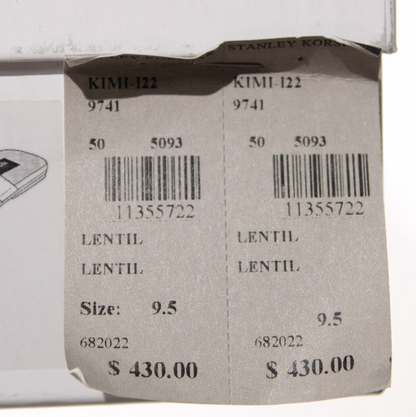 STANLEY KORS
KIMI-I22 KIMI-I22
9741 9741
50 5093 50 5093
11355722 11355722
LENTIL LENTIL
LENTIL LENTIL
Size: 9.5 9.5
682022 682022
$ 430.00 $ 430.00